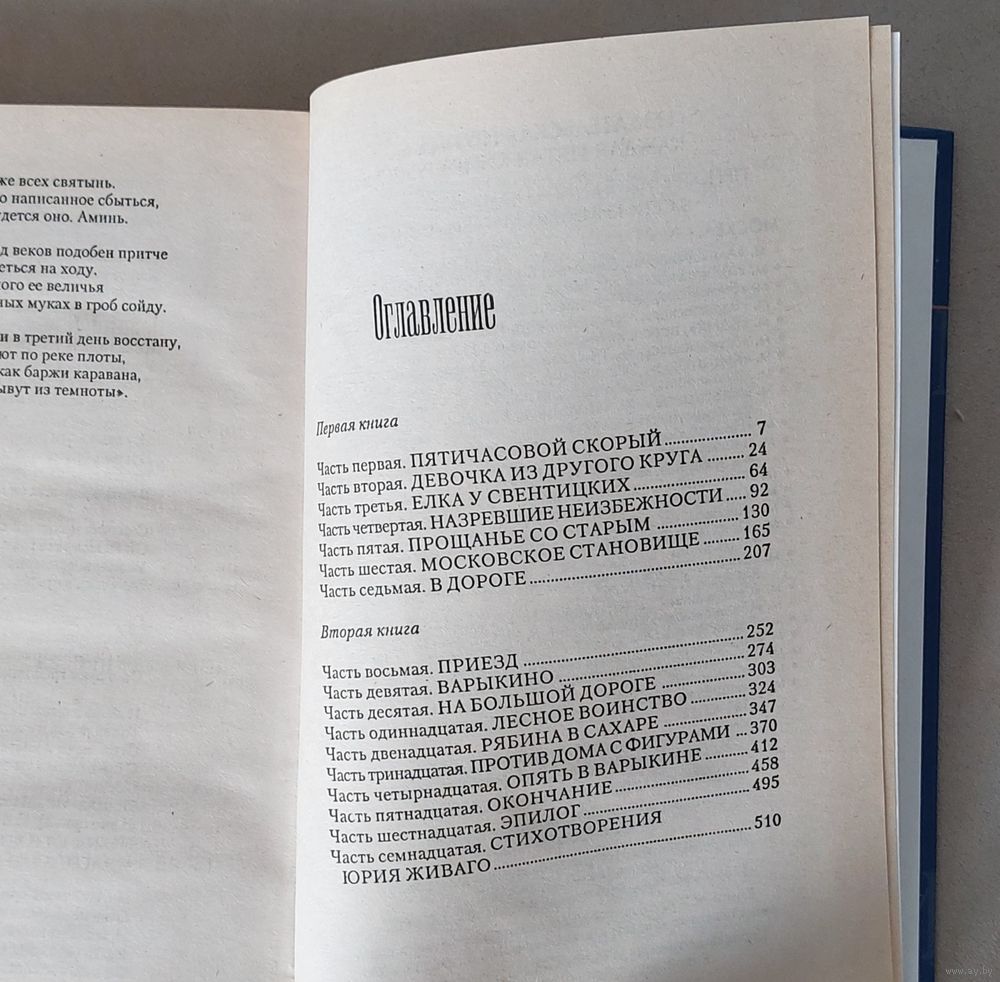 же всех святынь.
о написанное сбыться,
дется оно. Аминь.
д веков подобен притче
еться на ходу.
ого ее величья
ных муках в гроб сойду.
и в третий день восстану,
ют по реке плоты,
как баржи каравана,
ывут из темноты».
Оглавление
Первая книга
Часть первая. ПЯТИЧАСОВОЙ СКОРЫЙ.................. 7
Часть вторая. ДЕВОЧКА ИЗ ДРУГОГО КРУГА ........ 24
Часть третья. ЕЛКА У СВЕНТИЦКИХ....................... 64
Часть четвертая. НАЗРЕВШИЕ НЕИЗБЕЖНОСТИ ..... 92
Часть пятая. ПРОЩАНЬЕ СО СТАРЫМ ................. 130
Часть шестая. МОСКОВСКОЕ СТАНОВИЩЕ ......... 165
Часть седьмая. В ДОРОГЕ............................................ 207
Вторая книга
Часть восьмая. ПРИЕЗД .............................................. 252
Часть девятая. ВАРЫКИНО ........................................ 274
Часть десятая. НА БОЛЬШОЙ ДОРОГЕ ................... 303
Часть одиннадцатая. ЛЕСНОЕ ВОИНСТВО ............. 324
Часть двенадцатая. РЯБИНА В САХАРЕ .................. 347
Часть тринадцатая. ПРОТИВ ДОМА С ФИГУРАМИ ... 370
Часть четырнадцатая. ОПЯТЬ В ВАРЫКИНЕ ......... 412
Часть пятнадцатая. ОКОНЧАНИЕ ............................ 458
Часть шестнадцатая. ЭПИЛОГ................................... 495
Часть семнадцатая. СТИХОТВОРЕНИЯ
ЮРИЯ ЖИВАГО...................................................... 510
www.ay.by